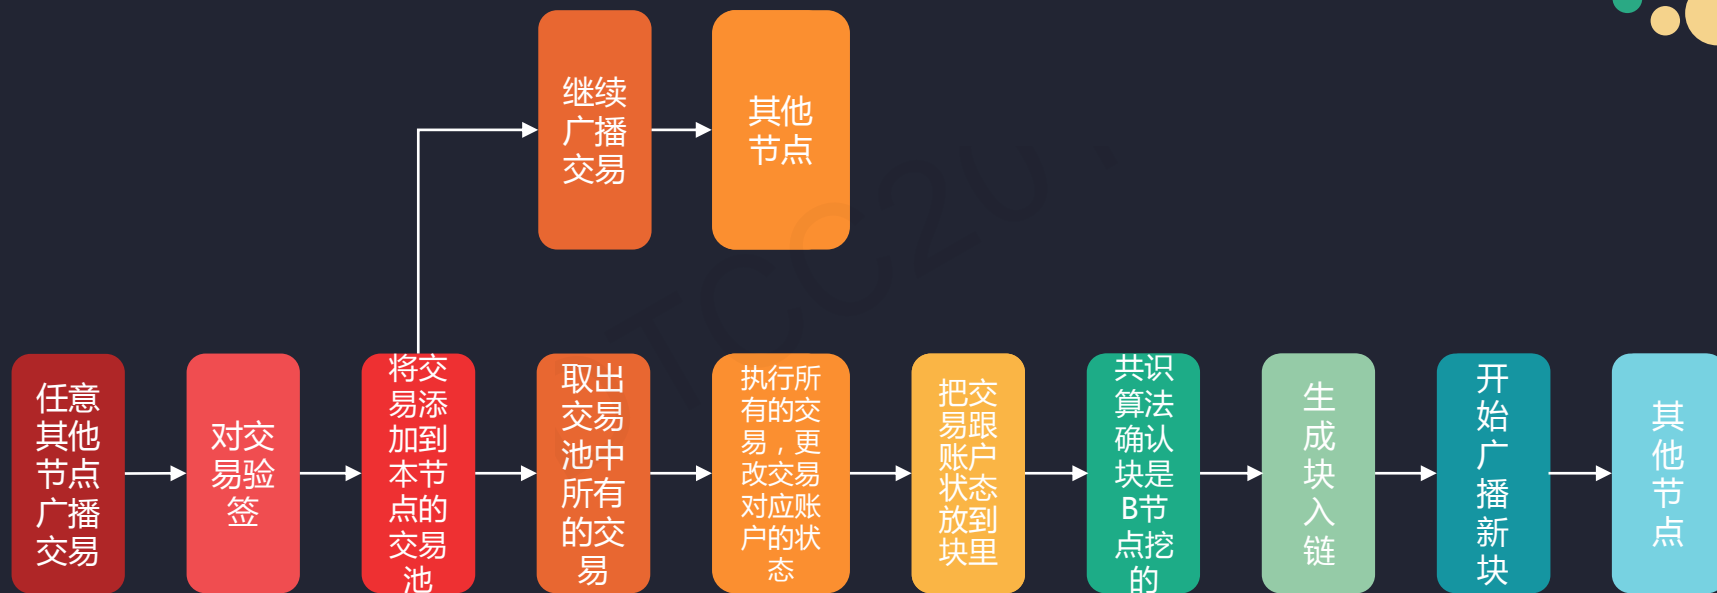 继续
广播
交易
其他
节点
任意
其他
节点
广播
交易
对交
易验
签
将交
易添
加到
本节
点的
交易
池
取出
交易
池中
所有
的交
易
执行所
有的交
易，更
改交易
对应账
户的状
态
把交
易跟
账户
状态
放到
块里
共识
算法
确认
块是
B节
点挖
的
生
成
块
入
链
开
始
广
播
新
块
其
他
节
点